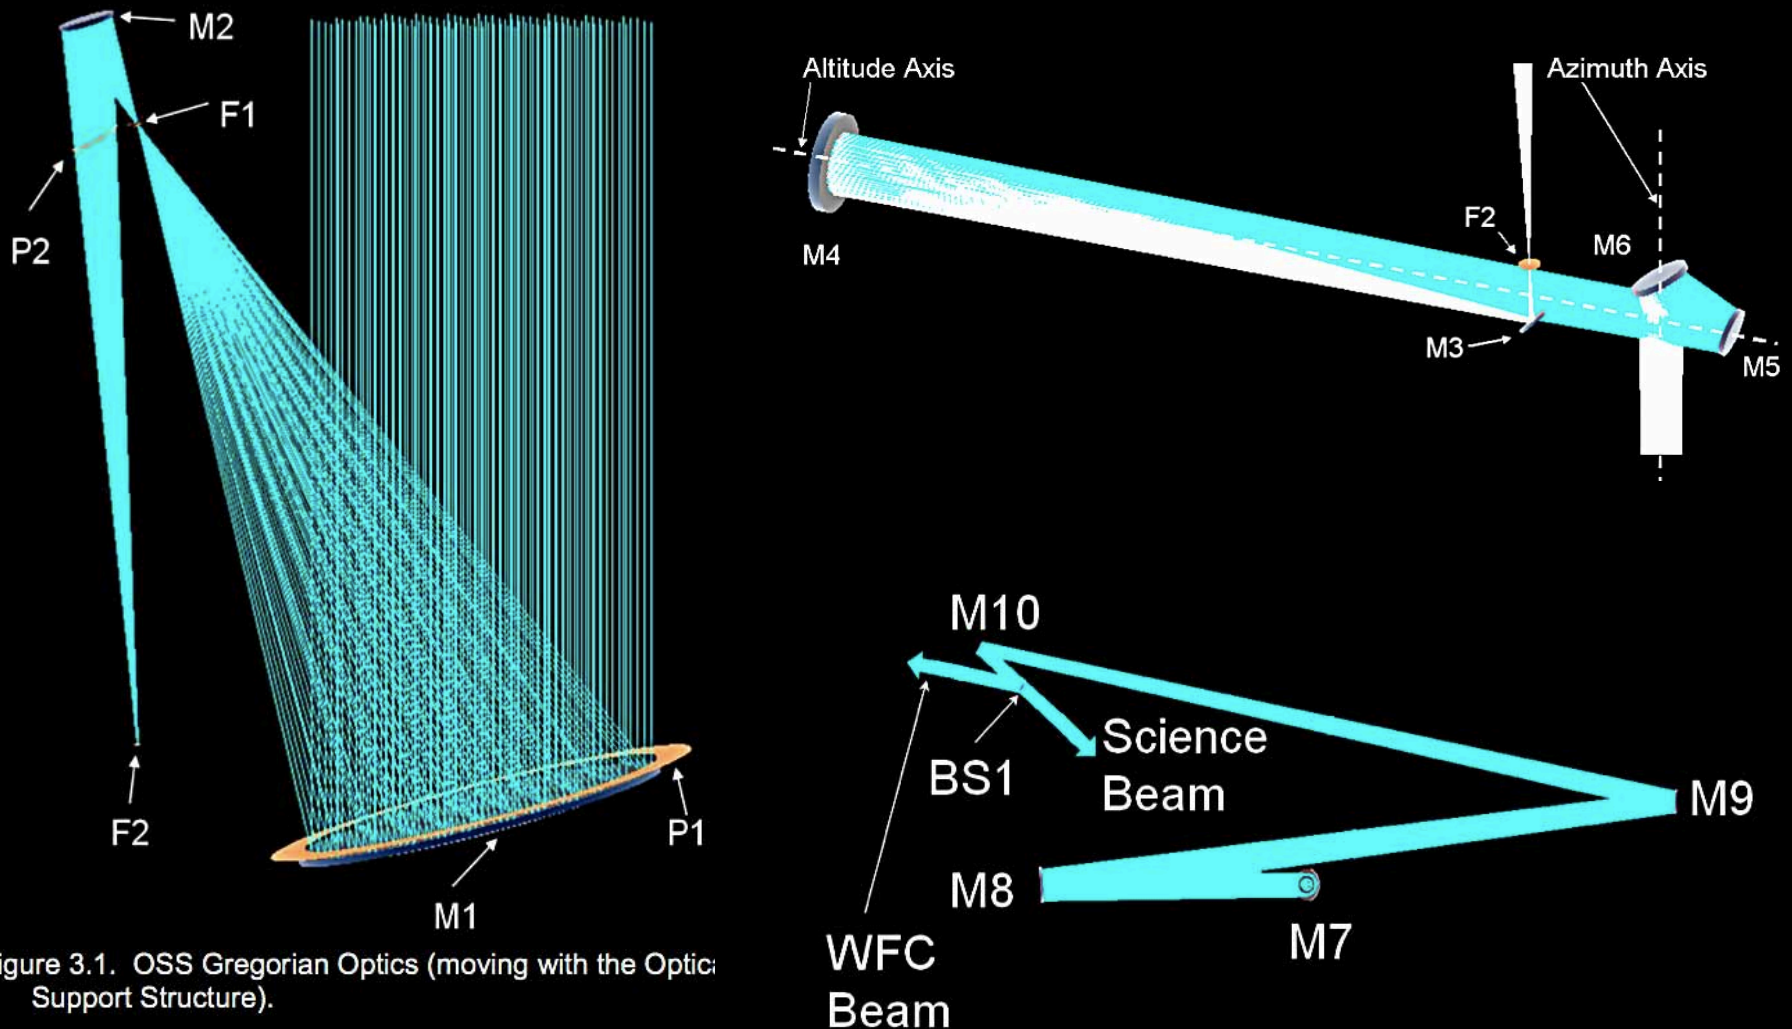 M2
F1
P2
F2
P1
M1
igure 3.1. OSS Gregorian Optics (moving with the Optica
Support Structure).
Altitude Axis
Azimuth Axis
F2
M6
M4
M3
M5
M10
BS1
Science
Beam
M9
M8
M7
WFC
Beam